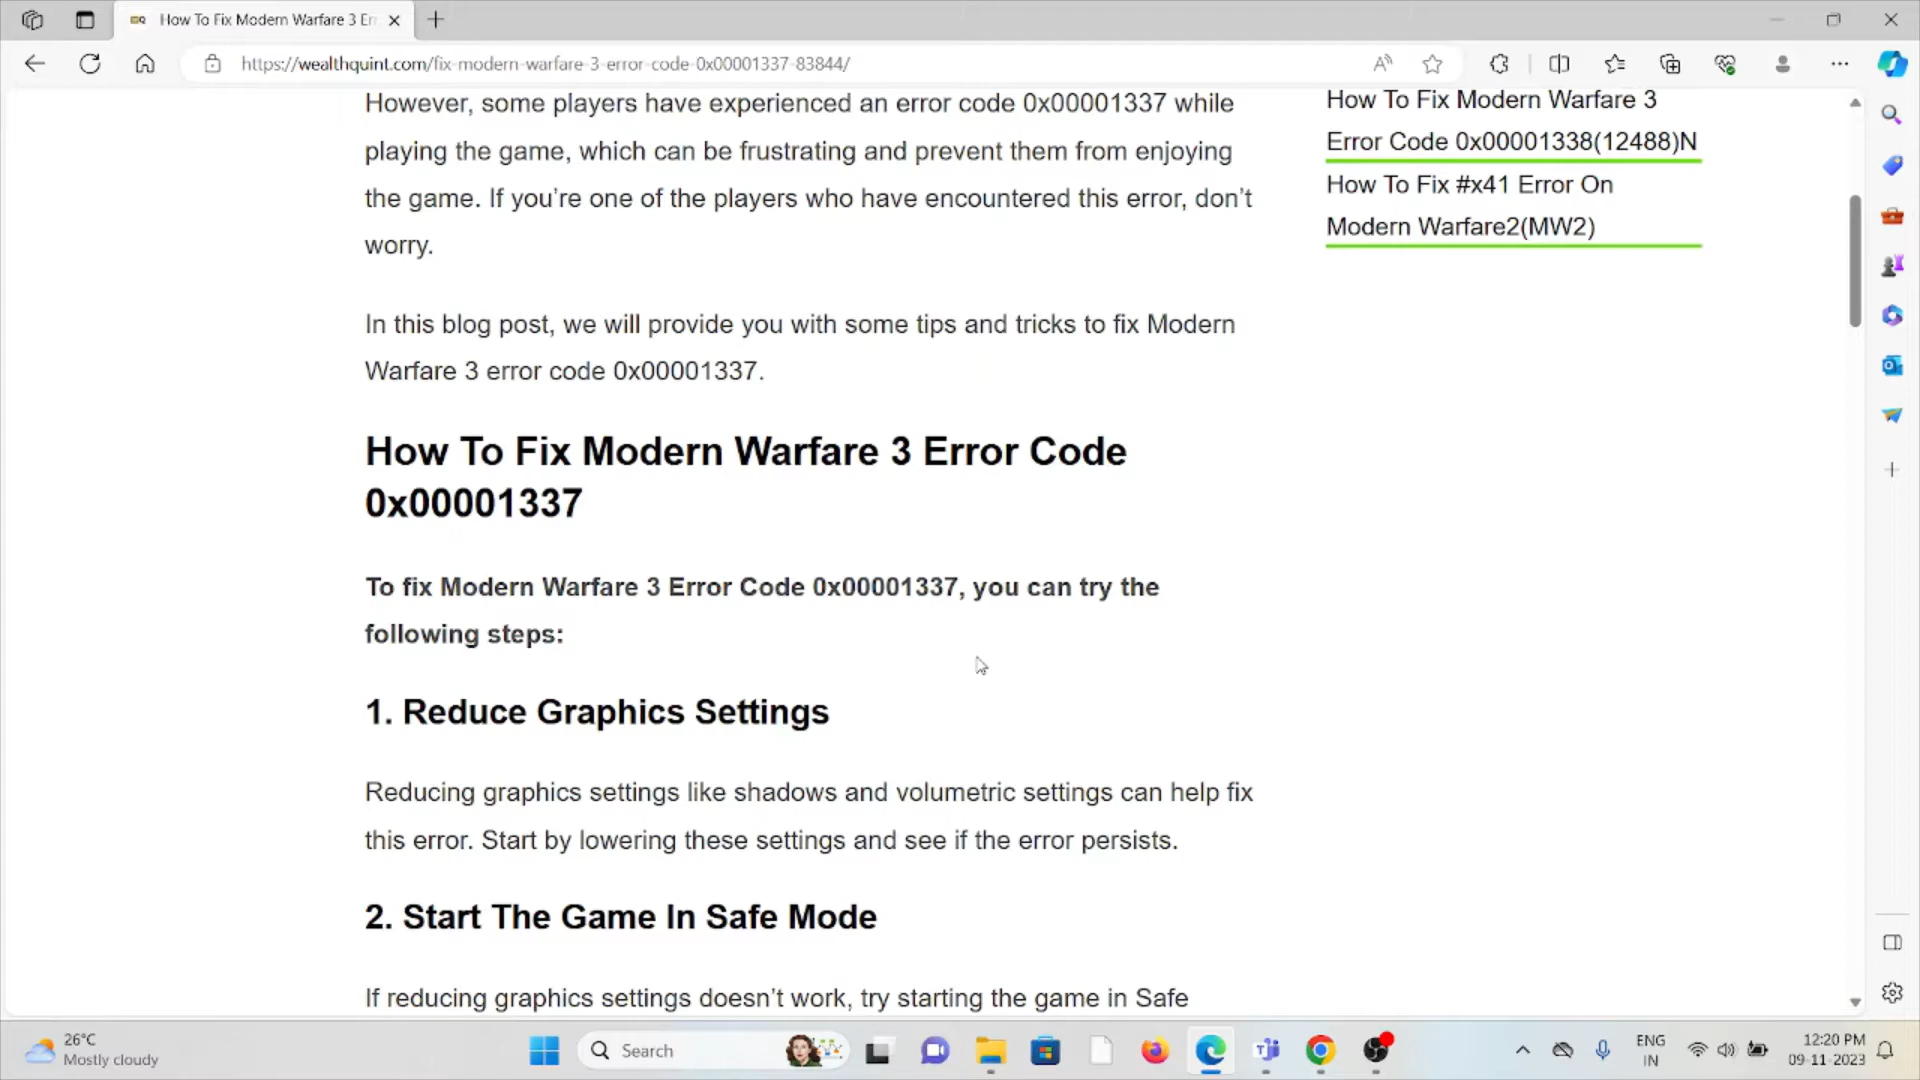 How To Fix Modern Warfare 3 Er
https://wealthquint.com/fix-modern-warfare-3-error-code-0x00001337-83844/
However, some players have experienced an error code 0x00001337 while
playing the game, which can be frustrating and prevent them from enjoying
the game. If you’re one of the players who have encountered this error, don’t
worry.
In this blog post, we will provide you with some tips and tricks to fix Modern
Warfare 3 error code 0x00001337.
How To Fix Modern Warfare 3 Error Code
0x00001337
To fix Modern Warfare 3 Error Code 0x00001337, you can try the
following steps:
1. Reduce Graphics Settings
Reducing graphics settings like shadows and volumetric settings can help fix
this error. Start by lowering these settings and see if the error persists.
2. Start The Game In Safe Mode
If reducing graphics settings doesn’t work, try starting the game in Safe
How To Fix Modern Warfare 3
Error Code 0x00001338(12488)N
How To Fix #x41 Error On
Modern Warfare2(MW2)
26°C
Mostly cloudy
Search
ENG
IN
12:20 PM
09-11-2023